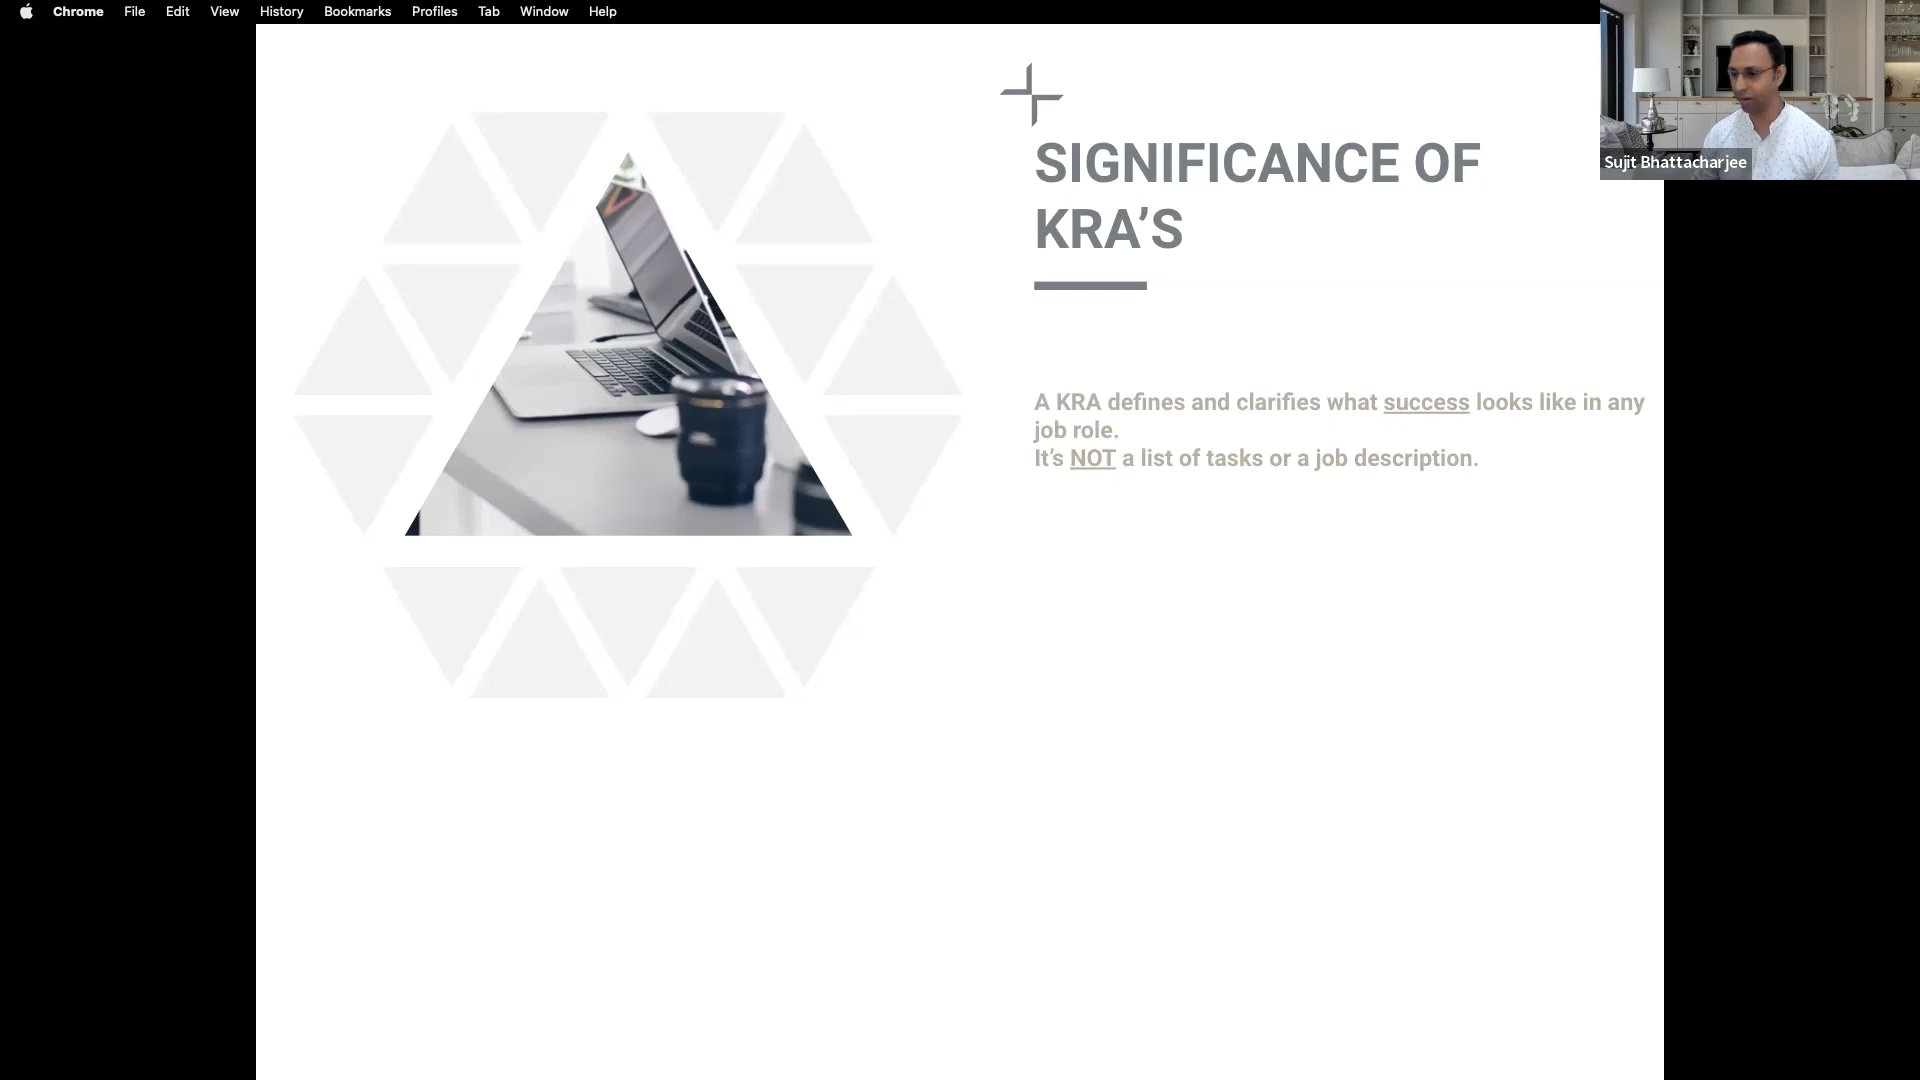 Chrome File Edit View History Bookmarks Profiles Tab Window Help
Sujit Bhattacharjee
SIGNIFICANCE OF
KRA’S
A KRA defines and clarifies what success looks like in any
job role.
It’s NOT a list of tasks or a job description.